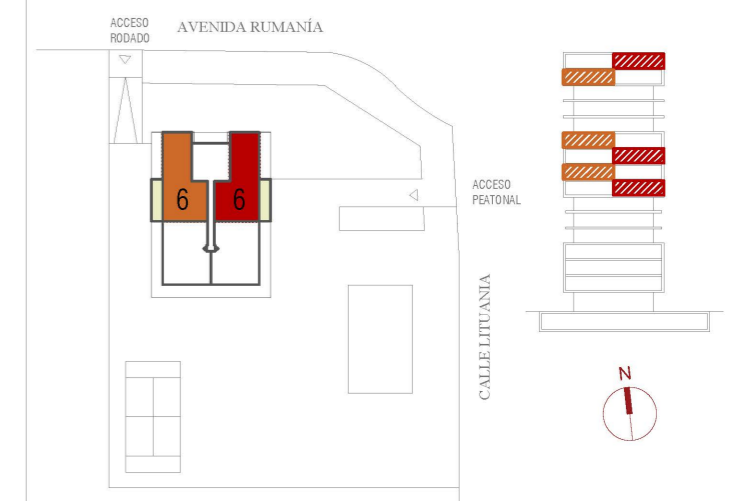 ACCESO
RODADO
AVENIDA RUMANÍA
6 6
ACCESO
PEATONAL
CALLE LITUANIA
N